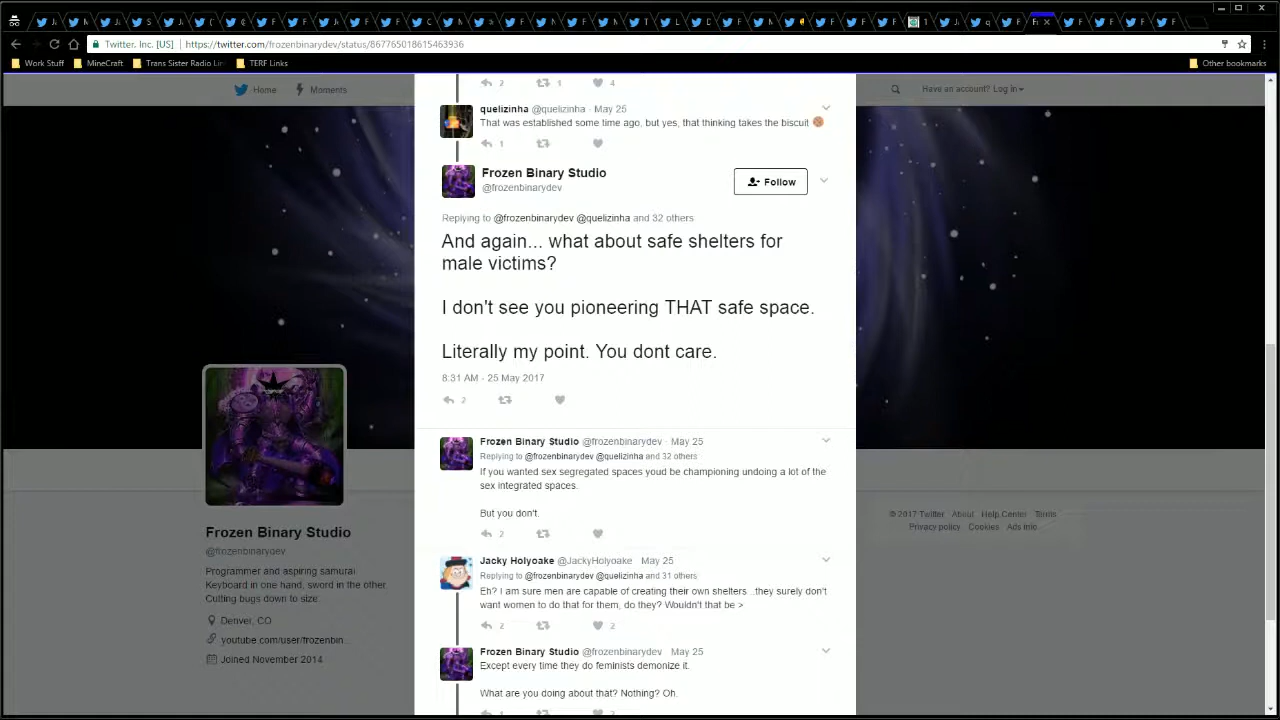 Twitter, Inc. [US] https://twitter.com/frozenbinarydev/status/867765018615463936
Work Stuff MineCraft Trans Sister Radio Lin TERF Links Other bookmarks
Home Moments Have an account? Log in
2 1 4
quelizinha @quelizinha · May 25
That was established some time ago, but yes, that thinking takes the biscuit
1
Frozen Binary Studio
@frozenbinarydev
Follow
Replying to @frozenbinarydev @quelizinha and 32 others
And again... what about safe shelters for
male victims?
I don't see you pioneering THAT safe space.
Literally my point. You dont care.
8:31 AM - 25 May 2017
2
Frozen Binary Studio @frozenbinarydev · May 25
Replying to @frozenbinarydev @quelizinha and 32 others
If you wanted sex segregated spaces youd be championing undoing a lot of the
sex integrated spaces.
But you don't.
2
Jacky Holyoake @JackyHolyoake May 25
Replying to @frozenbinarydev @quelizinha and 31 others
Eh? I am sure men are capable of creating their own shelters ..they surely don't
want women to do that for them, do they? Wouldn't that be >
2 2
Frozen Binary Studio @frozenbinarydev · May 25
Except every time they do feminists demonize it.
What are you doing about that? Nothing? Oh.
Frozen Binary Studio
@frozenbinarydev
Programmer and aspiring samurai.
Keyboard in one hand, sword in the other.
Cutting bugs down to size.
Denver, CO
youtube.com/user/frozenbin...
Joined November 2014
© 2017 Twitter About Help Center Terms
Privacy policy Cookies Ads info